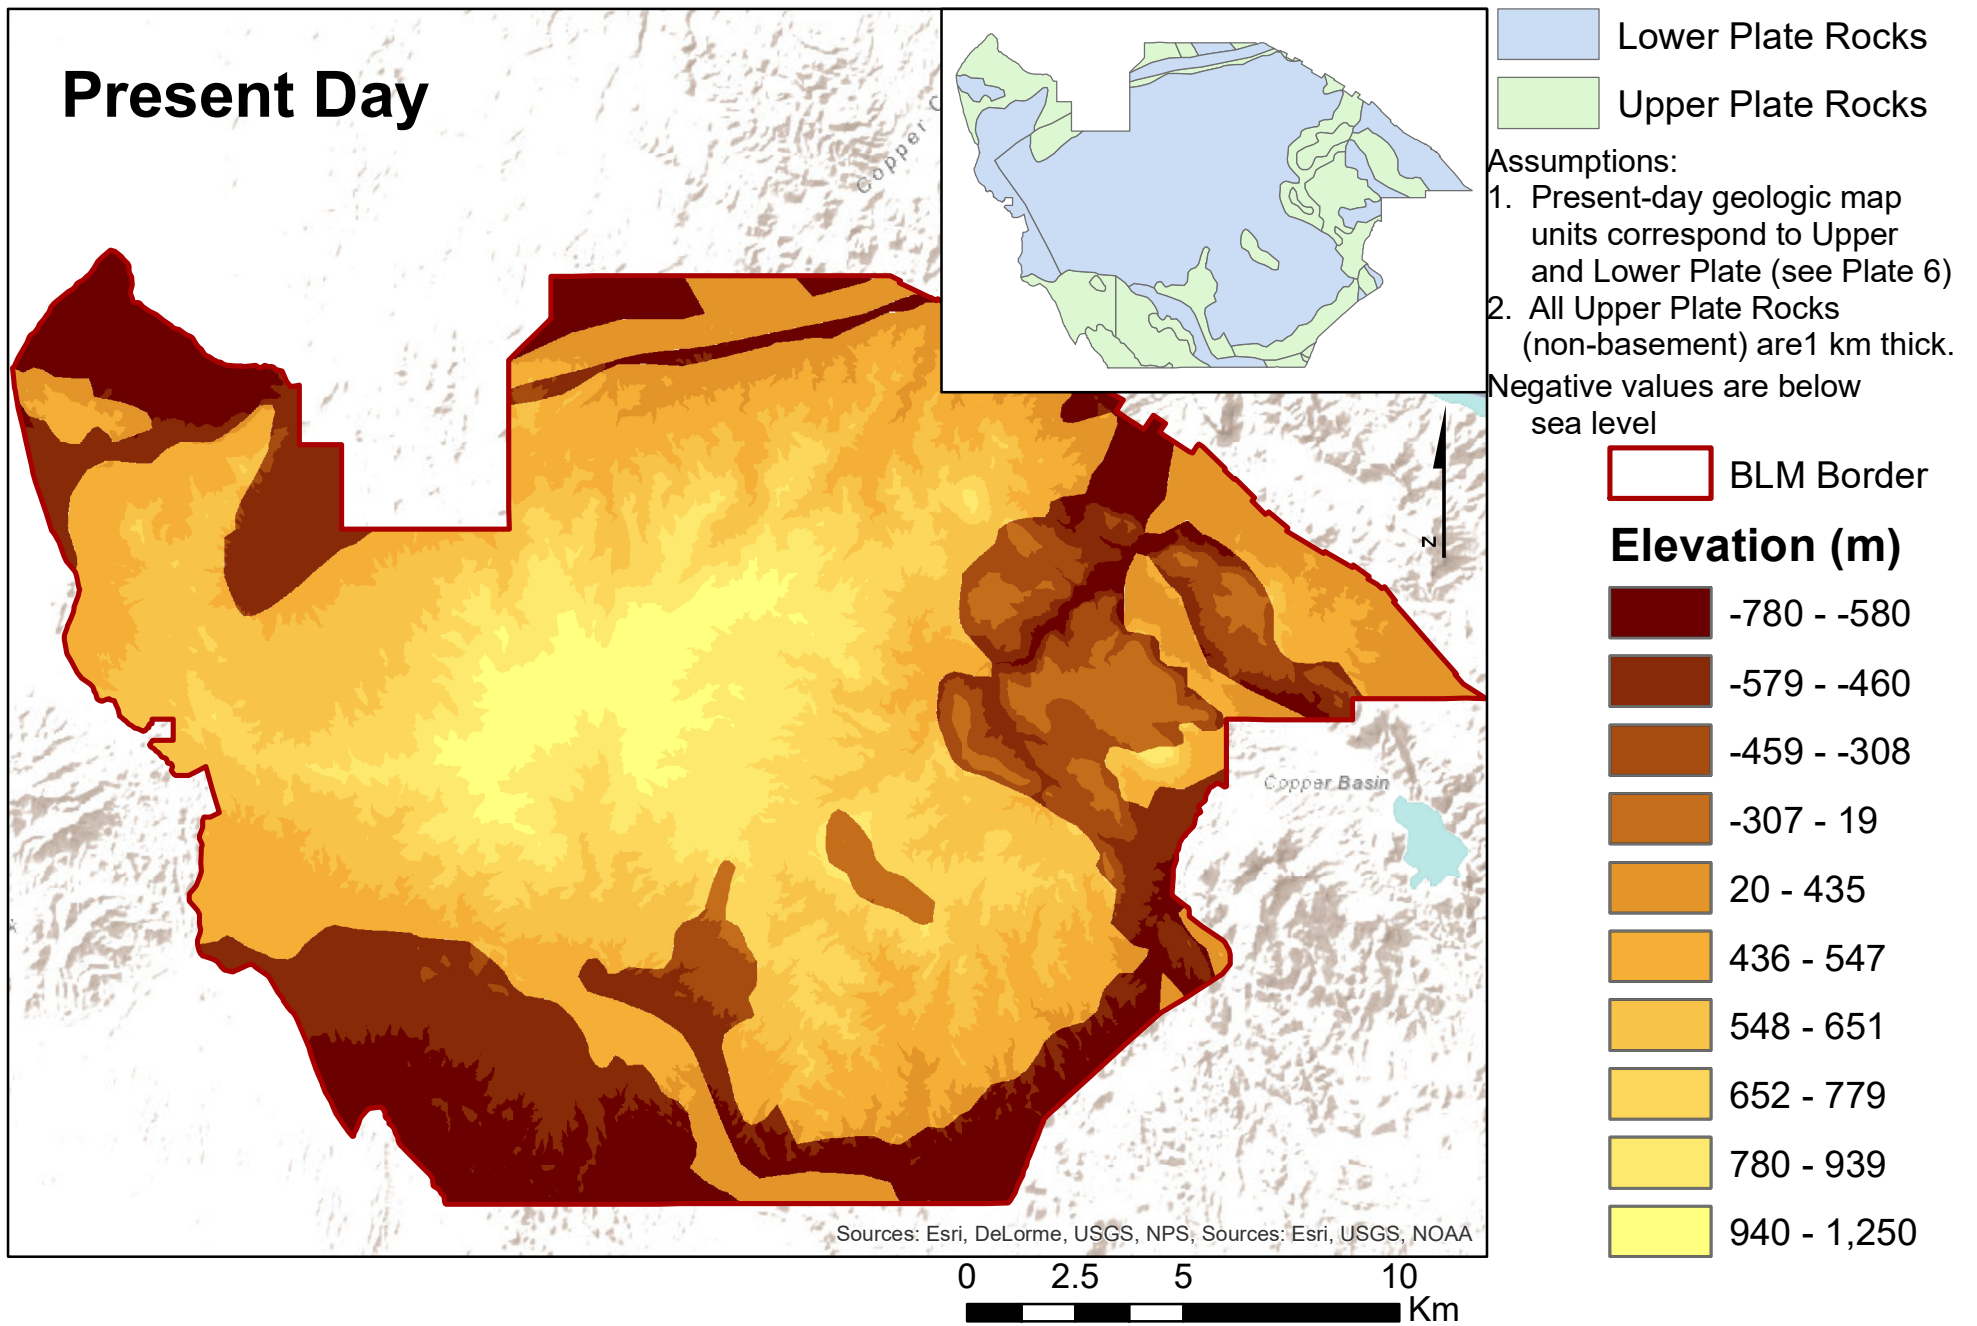 Present Day
Copper
Lower Plate Rocks
Upper Plate Rocks
Assumptions:
1. Present-day geologic map
units correspond to Upper
and Lower Plate (see Plate 6)
2. All Upper Plate Rocks
(non-basement) are1 km thick.
Negative values are below
sea level
BLM Border
N
Elevation (m)
-780 - -580
-579 - -460
-459 - -308
-307 - 19
20 - 435
436 - 547
548 - 651
652 - 779
780 - 939
940 - 1,250
Copper Basin
Sources: Esri, DeLorme, USGS, NPS, Sources: Esri, USGS, NOAA
0 2.5 5 10
Km